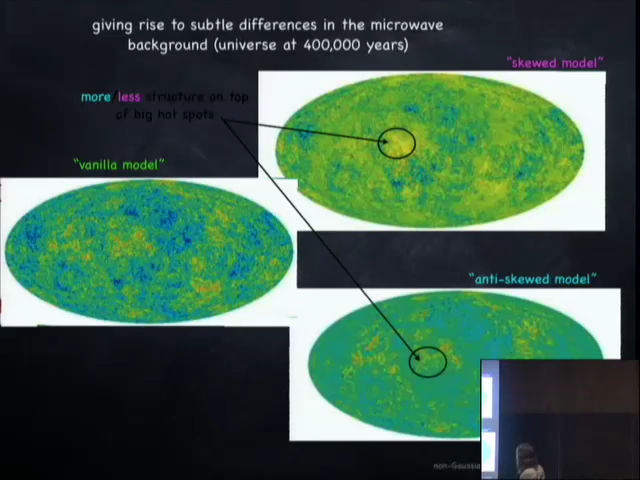 giving rise to subtle differences in the microwave
background (universe at 400,000 years)
"skewed model"
more/less structure on top
of big hot spots
"vanilla model"
"anti-skewed model"
non-Gaussia